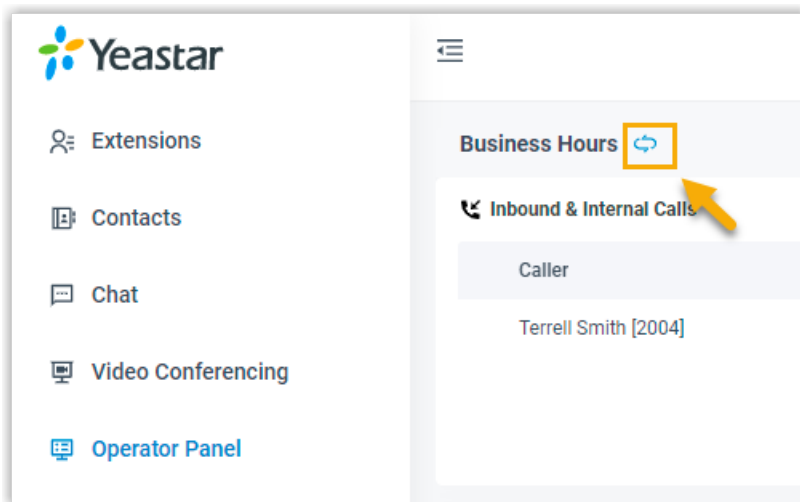 Yeastar
Extensions
Contacts
Chat
Video Conferencing
Operator Panel
Business Hours
Inbound & Internal Calls
Caller
Terrell Smith [2004]